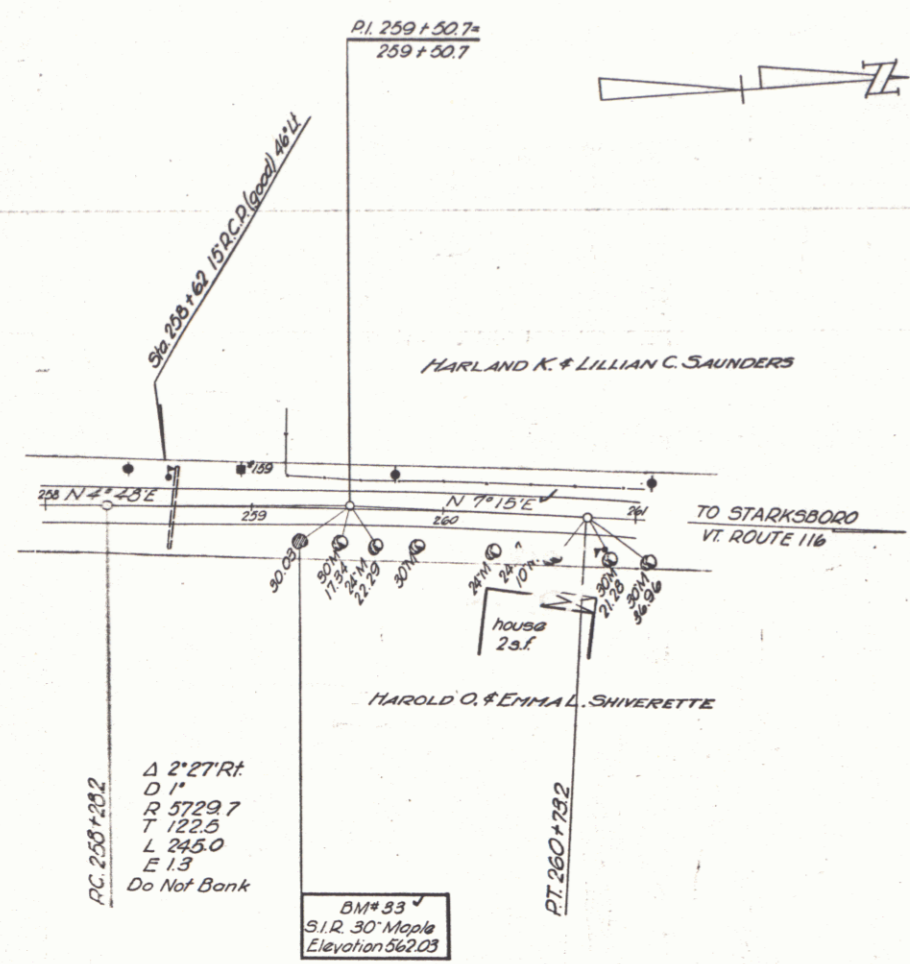 P.I. 259+50.7=
259+50.7
Sta. 258+62 15" R.C.P. (good) 46' Lt.
HARLAND K. & LILLIAN C. SAUNDERS
#159
258 N 4° 48' E
259
260
N 7° 15' E
261
TO STARKSBORO
VT. ROUTE 116
30.03
30"M
17.34
24"M
22.29
30"M
24"M
30"M
21.28
30"M
36.96
house
2 s.f.
HAROLD O. & EMMA L. SHIVERETTE
P.C. 258+28.2
Δ 2°27' Rt.
D 1°
R 5729.7
T 122.5
L 245.0
E 1.3
Do Not Bank
P.T. 260+73.2
BM# 33
S.I.R. 30" Maple
Elevation 562.03